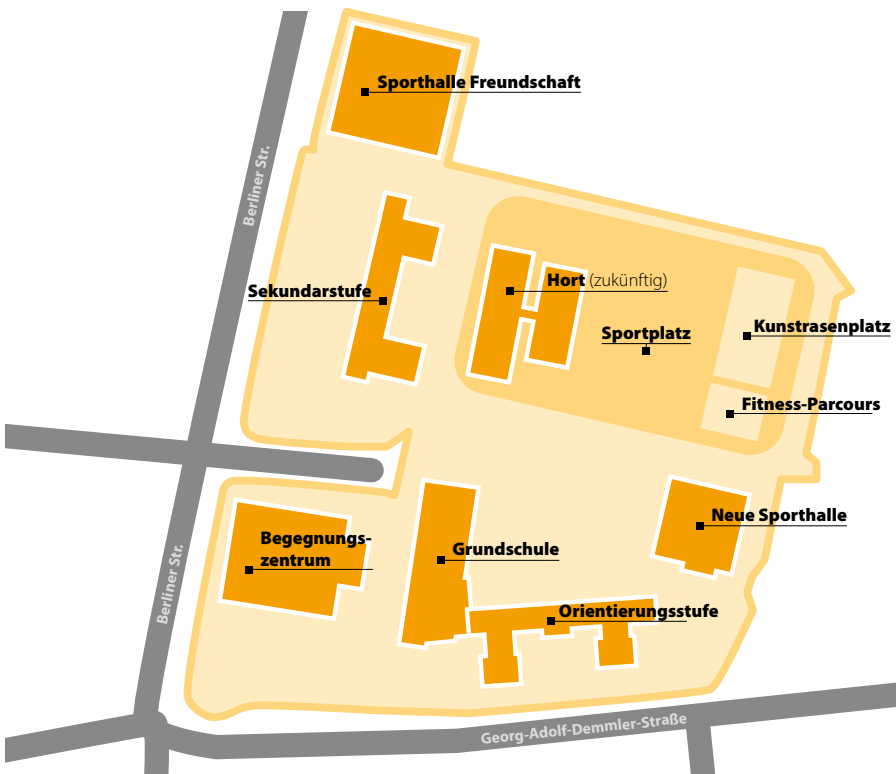 Sporthalle Freundschaft
Berliner Str.
Hort (zukünftig)
Sekundarstufe
Kunstrasenplatz
Sportplatz
Fitness-Parcours
Neue Sporthalle
Begegnungs-
zentrum
Grundschule
Berliner Str.
Orientierungsstufe
Georg-Adolf-Demmler-Straße